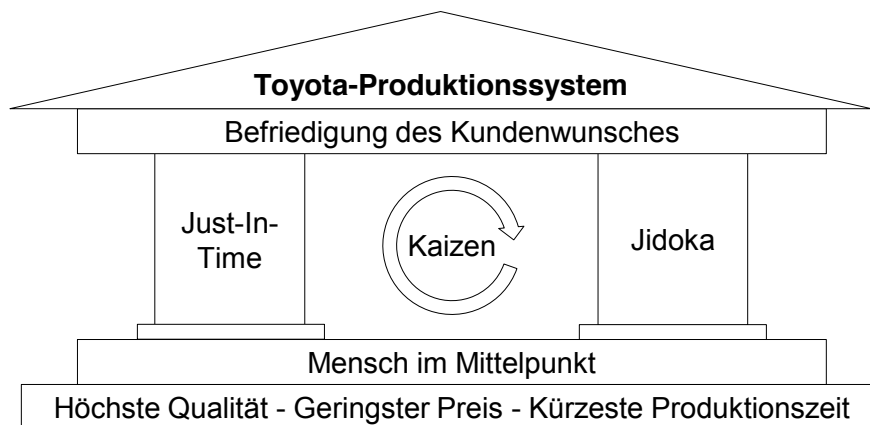 Toyota-Produktionssystem
Befriedigung des Kundenwunsches
Just-In-
Time
Kaizen
Jidoka
Mensch im Mittelpunkt
Höchste Qualität - Geringster Preis - Kürzeste Produktionszeit